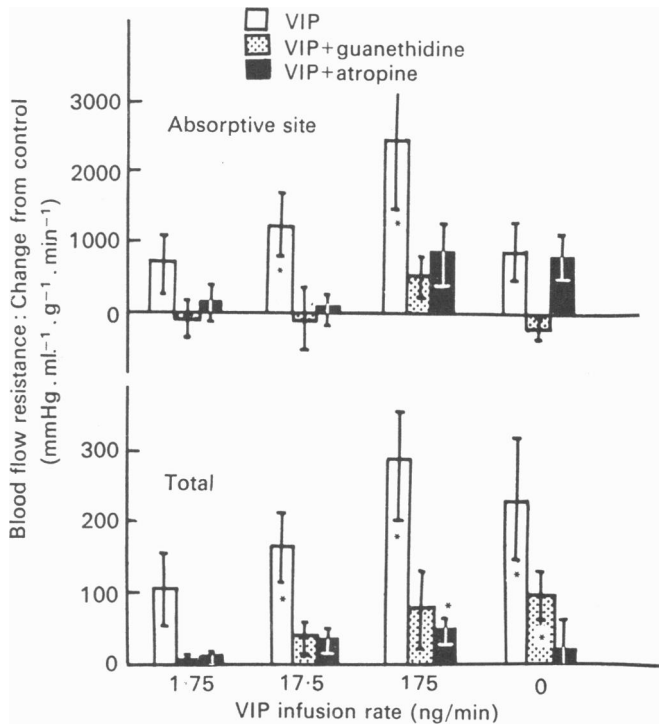 VIP
VIP+guanethidine
VIP+atropine
Blood flow resistance: Change from control
(mmHg.ml.⁻¹.g⁻¹.min⁻¹)
3000
2000
1000
0
Absorptive site
*
*
300
200
100
0
Total
*
*
*
*
*
1·75
17·5
175
0
VIP infusion rate (ng/min)